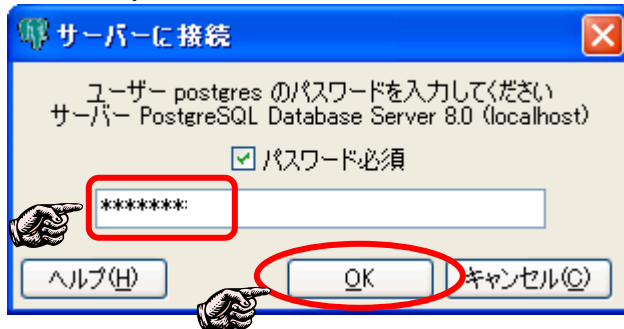 サーバーに接続
ユーザー postgres のパスワードを入力してください
サーバー PostgreSQL Database Server 8.0 (localhost)
パスワード必須
*******
ヘルプ(H)
OK
キャンセル(C)